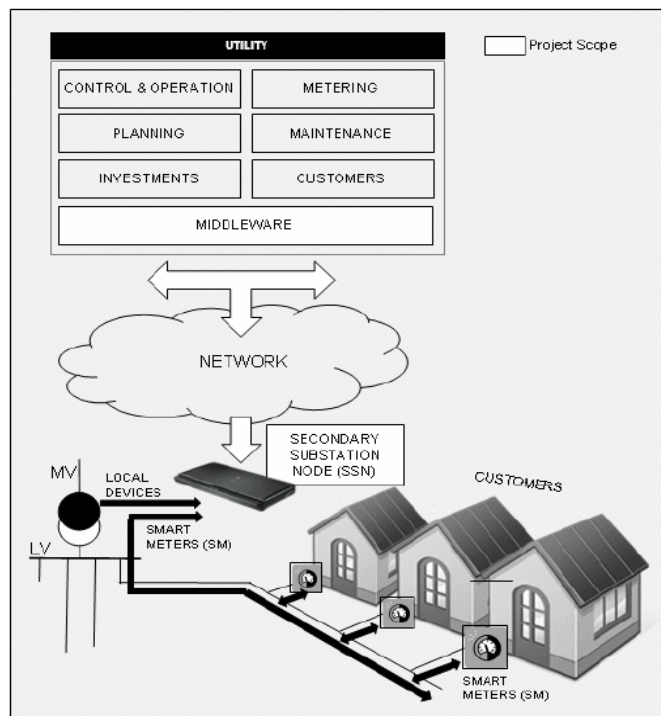 UTILITY
Project Scope
CONTROL & OPERATION
METERING
PLANNING
MAINTENANCE
INVESTMENTS
CUSTOMERS
MIDDLEWARE
NETWORK
SECONDARY
SUBSTATION
NODE (SSN)
MV
LOCAL
DEVICES
CUSTOMERS
SMART
METERS (SM)
LV
SMART
METERS (SM)